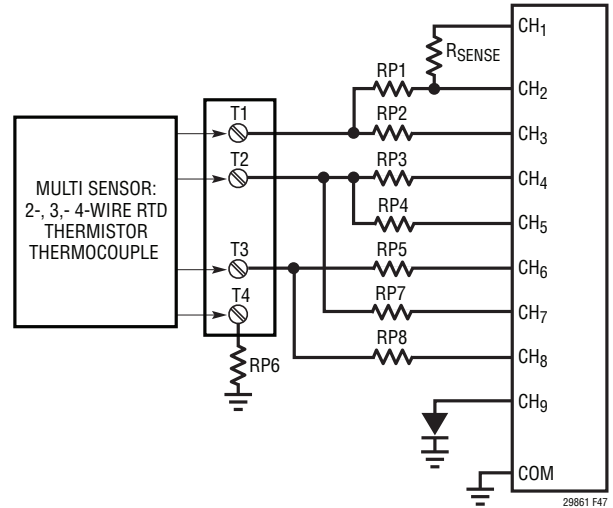 CH1
RSENSE
RP1
CH2
T1
RP2
CH3
T2
RP3
CH4
MULTI SENSOR:
2-, 3,- 4-WIRE RTD
THERMISTOR
THERMOCOUPLE
RP4
CH5
T3
RP5
CH6
T4
RP7
CH7
RP6
RP8
CH8
CH9
COM
29861 F47